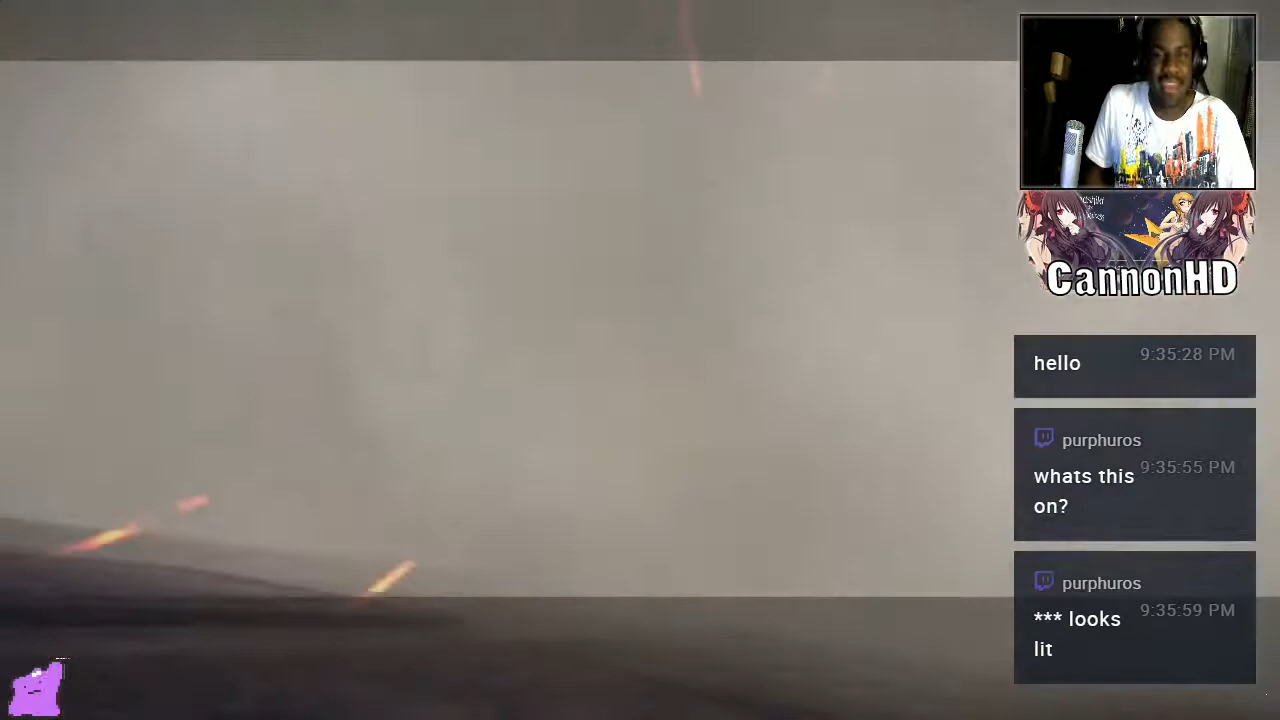 CannonHD
hello
9:35:28 PM
purphuros
whats this
9:35:55 PM
on?
purphuros
*** looks
9:35:59 PM
lit